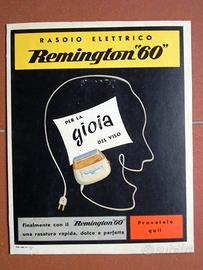 RASOIO ELETTRICO
Remington "60"
PER LA
gioia
DEL VISO
finalmente con il Remington "60"
una rasatura rapida, dolce e perfetta
Provatelo
qui!